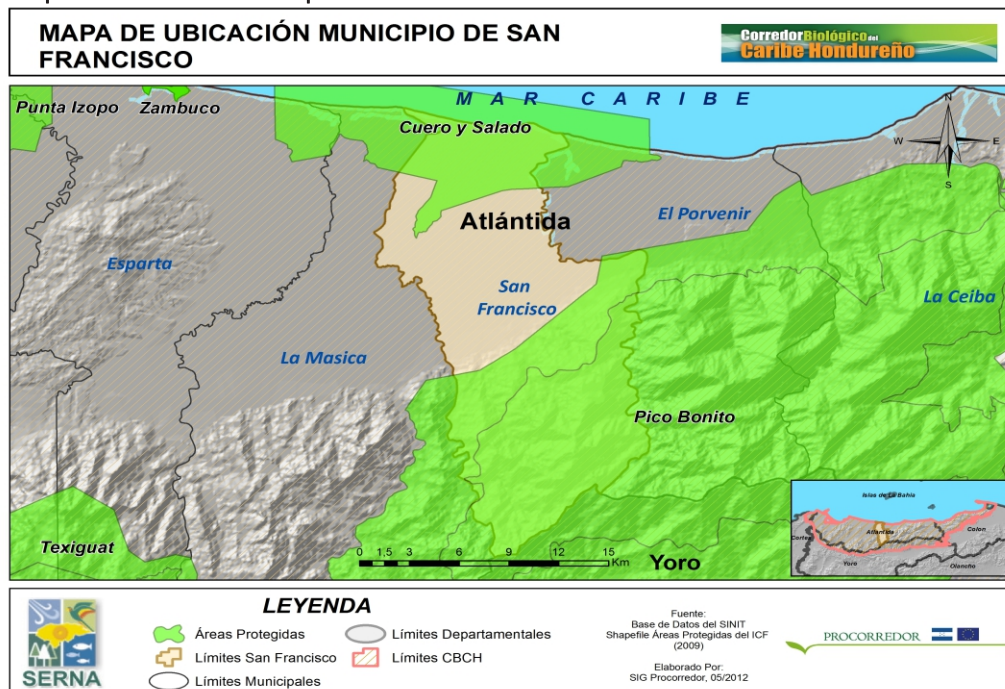 MAPA DE UBICACIÓN MUNICIPIO DE SAN
FRANCISCO
Corredor Biológico del
Caribe Hondureño
MAR CARIBE
Punta Izopo
Zambuco
Cuero y Salado
N
W
E
S
Atlántida
El Porvenir
Esparta
San
Francisco
La Ceiba
La Masica
Pico Bonito
Texiguat
Yoro
0 1,5 3 6 9 12 15
Km
Islas de La Bahía
Cortes
Atlántida
Colon
Yoro
Olancho
LEYENDA
Áreas Protegidas
Límites Departamentales
Límites San Francisco
Límites CBCH
Límites Municipales
SERNA
Fuente:
Base de Datos del SINIT
Shapefile Áreas Protegidas del ICF
(2009)
Elaborado Por:
SIG Procorredor, 05/2012
PROCORREDOR